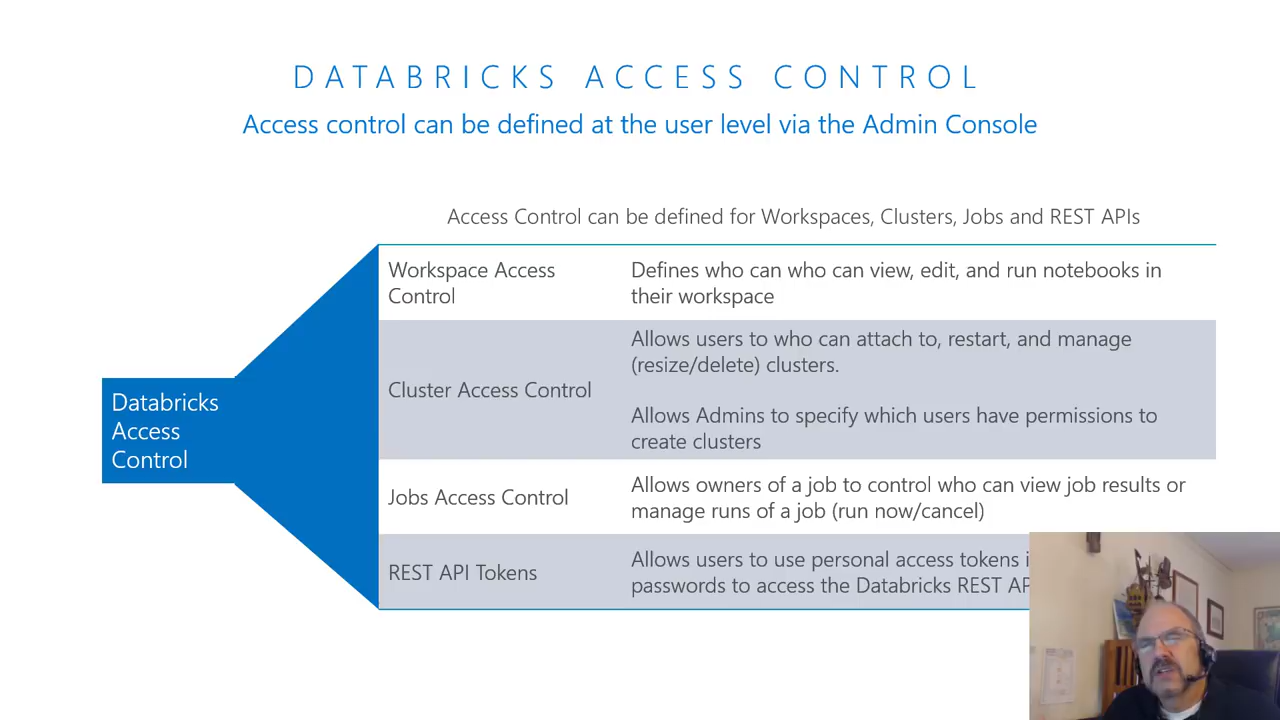 DATABRICKS ACCESS CONTROL
Access control can be defined at the user level via the Admin Console
Access Control can be defined for Workspaces, Clusters, Jobs and REST APIs
Databricks
Access
Control
Workspace Access
Control
Defines who can who can view, edit, and run notebooks in
their workspace
Cluster Access Control
Allows users to who can attach to, restart, and manage
(resize/delete) clusters.
Allows Admins to specify which users have permissions to
create clusters
Jobs Access Control
Allows owners of a job to control who can view job results or
manage runs of a job (run now/cancel)
REST API Tokens
Allows users to use personal access tokens
passwords to access the Databricks REST